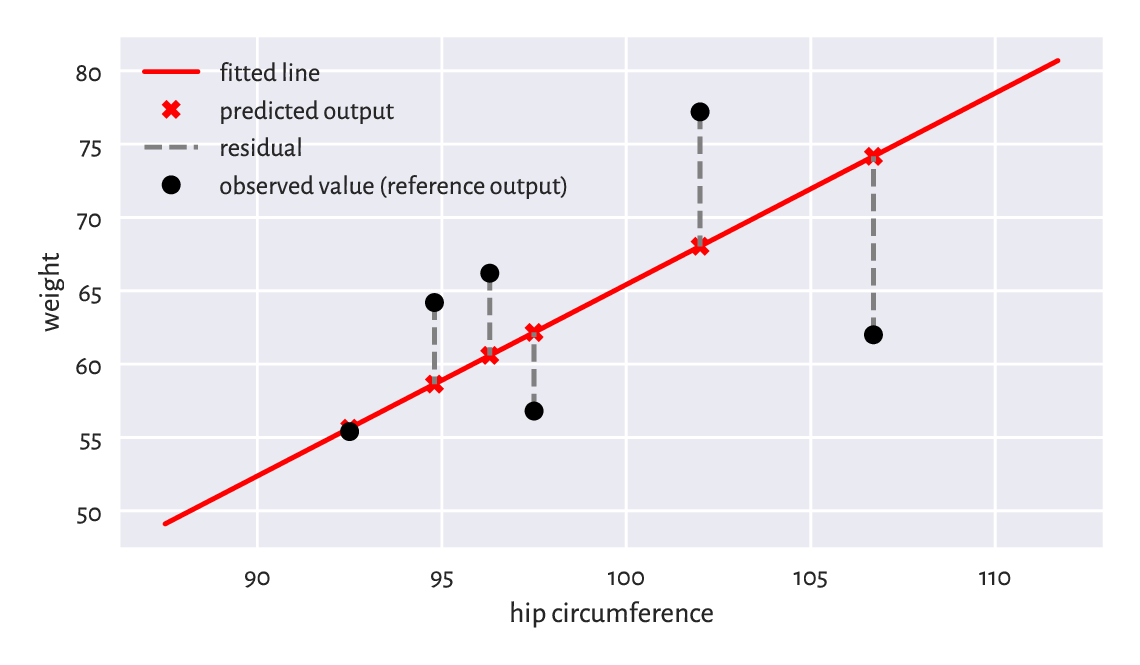 fitted line
predicted output
residual
observed value (reference output)
80
75
70
65
60
55
50
weight
90
95
100
105
110
hip circumference